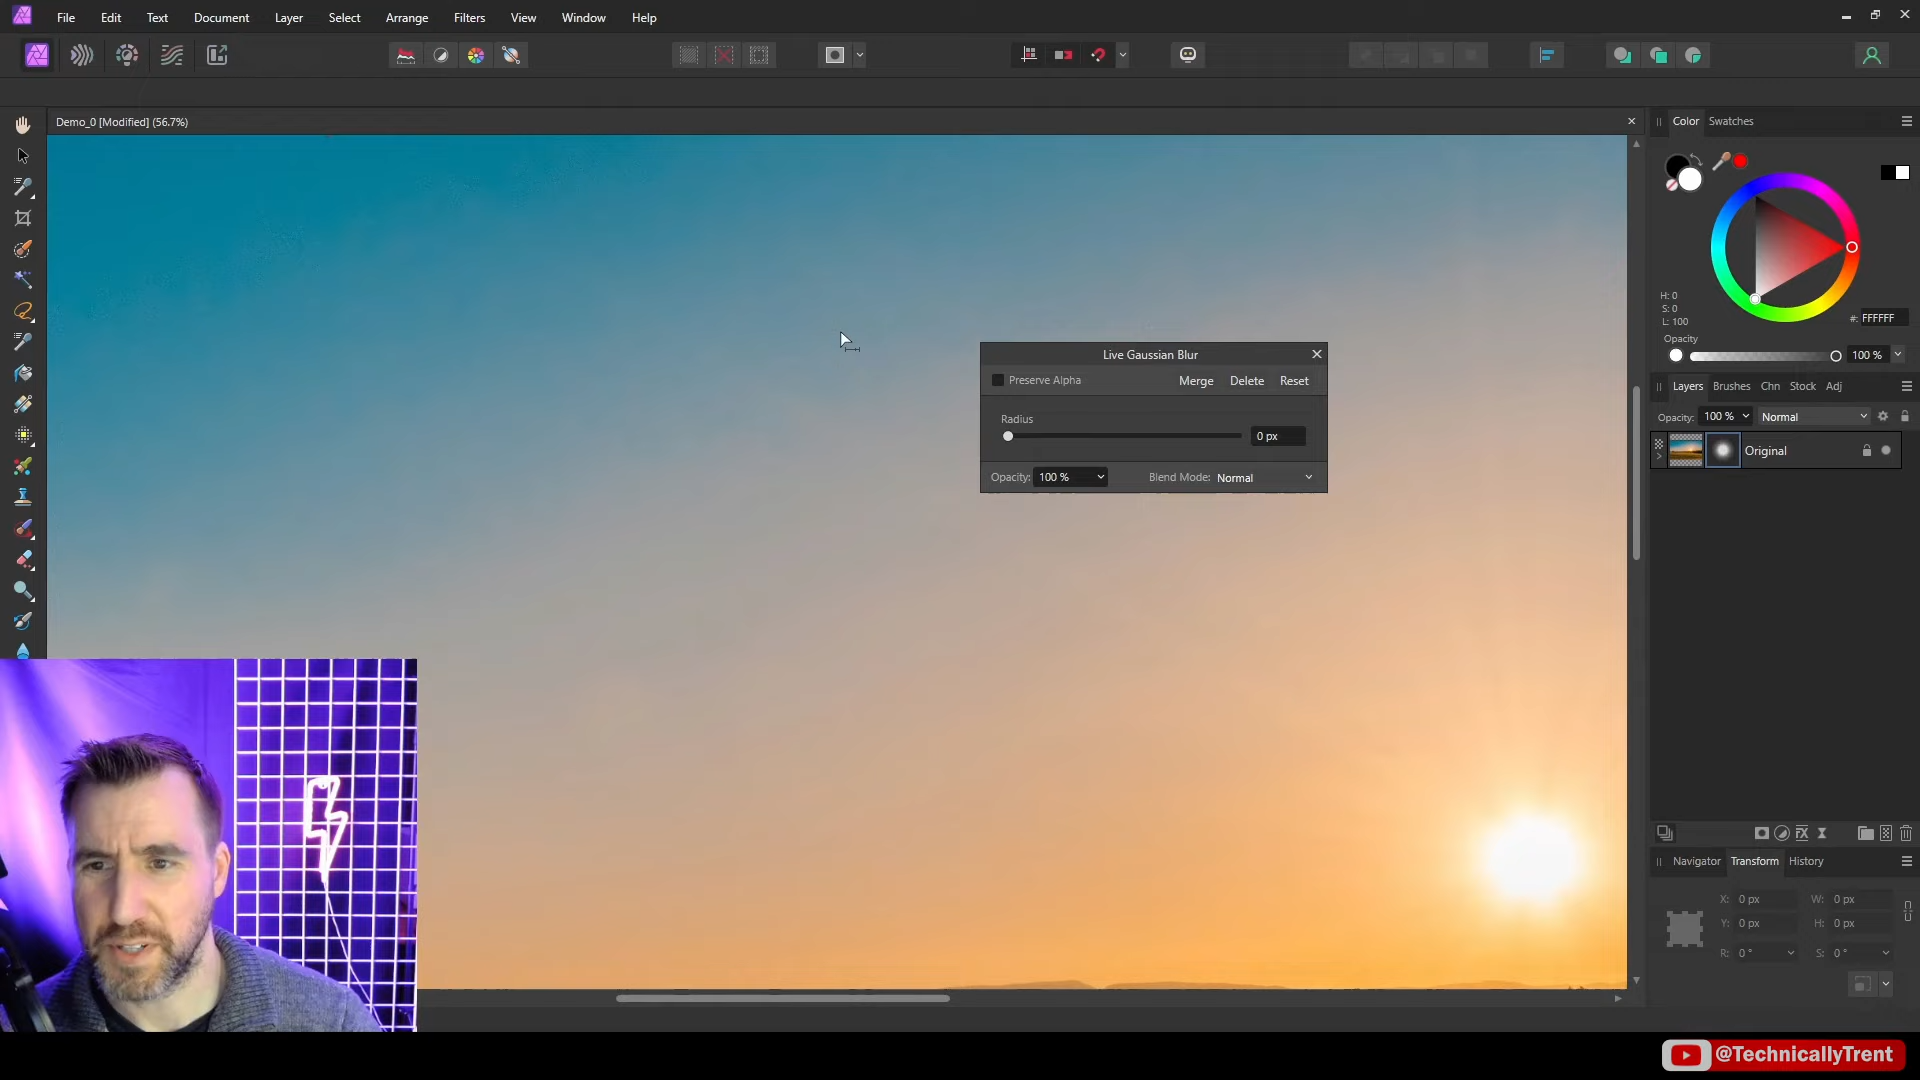 File Edit Text Document Layer Select Arrange Filters View Window Help
Demo_0 [Modified] (56.7%)
Color Swatches
H: 0
S: 0
L: 100
#: FFFFFF
Opacity
100 %
Live Gaussian Blur
Preserve Alpha Merge Delete Reset
Radius
0 px
Opacity: 100 % Blend Mode: Normal
Layers Brushes Chn Stock Adj
Opacity: 100 % Normal
Original
Navigator Transform History
X: 0 px W: 0 px
Y: 0 px H: 0 px
R: 0 ° S: 0 °
@TechnicallyTrent